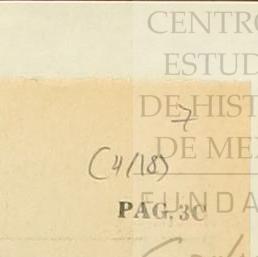 CENTRO
ESTUD
DE HIST
7
DE MEX
(4/18)
FUNDA
PAG. 3C